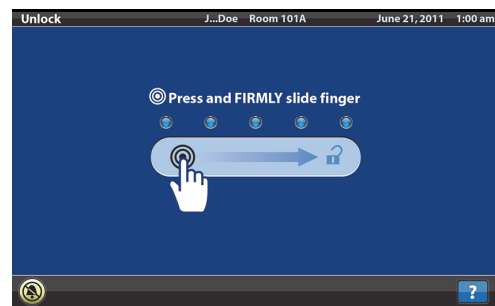 Unlock J...Doe Room 101A June 21, 2011 1:00 am
Press and FIRMLY slide finger
?